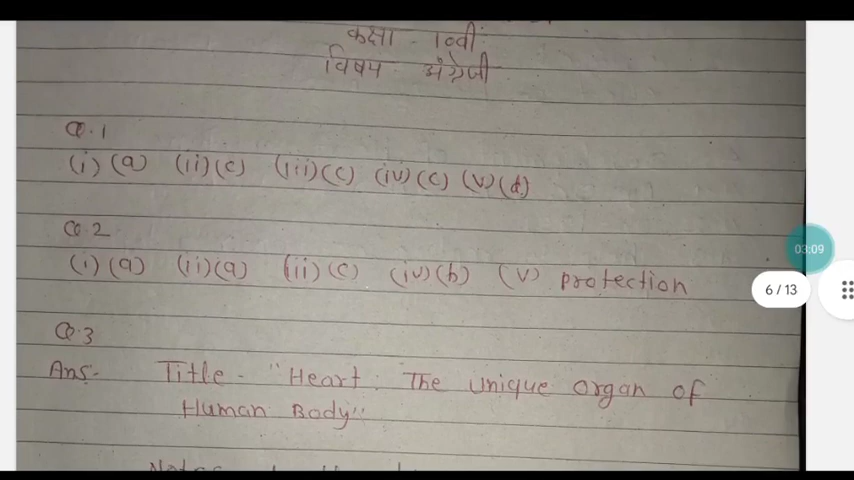 कक्षा - 10वीं
विषय - अंग्रेजी
Q.1
(i) (a) (ii) (c) (iii) (c) (iv) (c) (v) (d)
Q.2
(i) (a) (ii) (a) (iii) (c) (iv) (b) (v) protection
03:09
6 / 13
Q.3
Ans:- Title - "Heart: The unique organ of
Human Body"